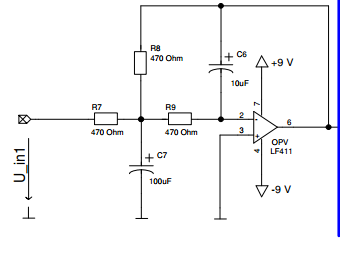 R8
470 Ohm
C6
10uF
+9 V
R7
470 Ohm
R9
470 Ohm
7
2
3
6
4
OPV
LF411
-9 V
C7
100uF
U_in1